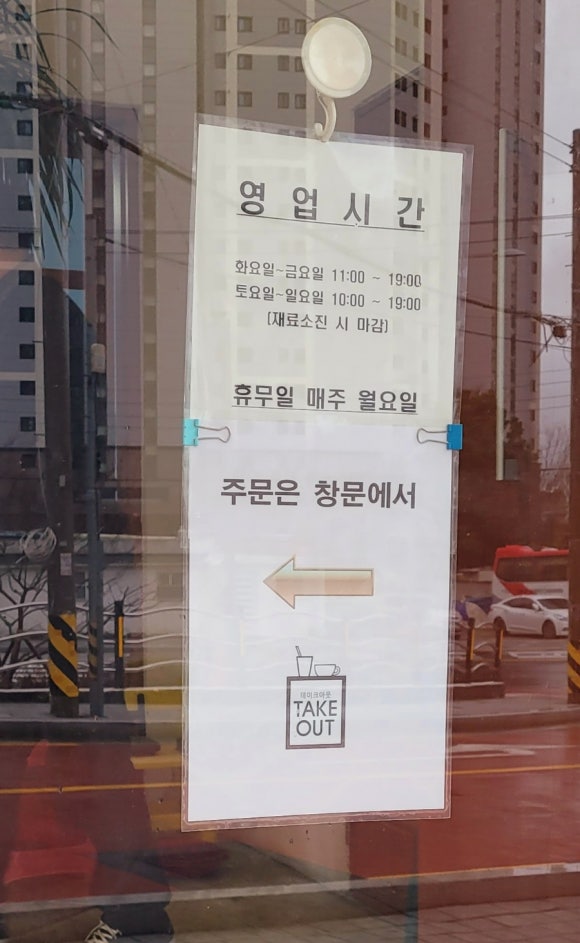 영 업 시 간
화요일~금요일 11:00 ~ 19:00
토요일~일요일 10:00 ~ 19:00
(재료소진 시 마감)
휴무일 매주 월요일
주문은 창문에서
테이크아웃
TAKE
OUT